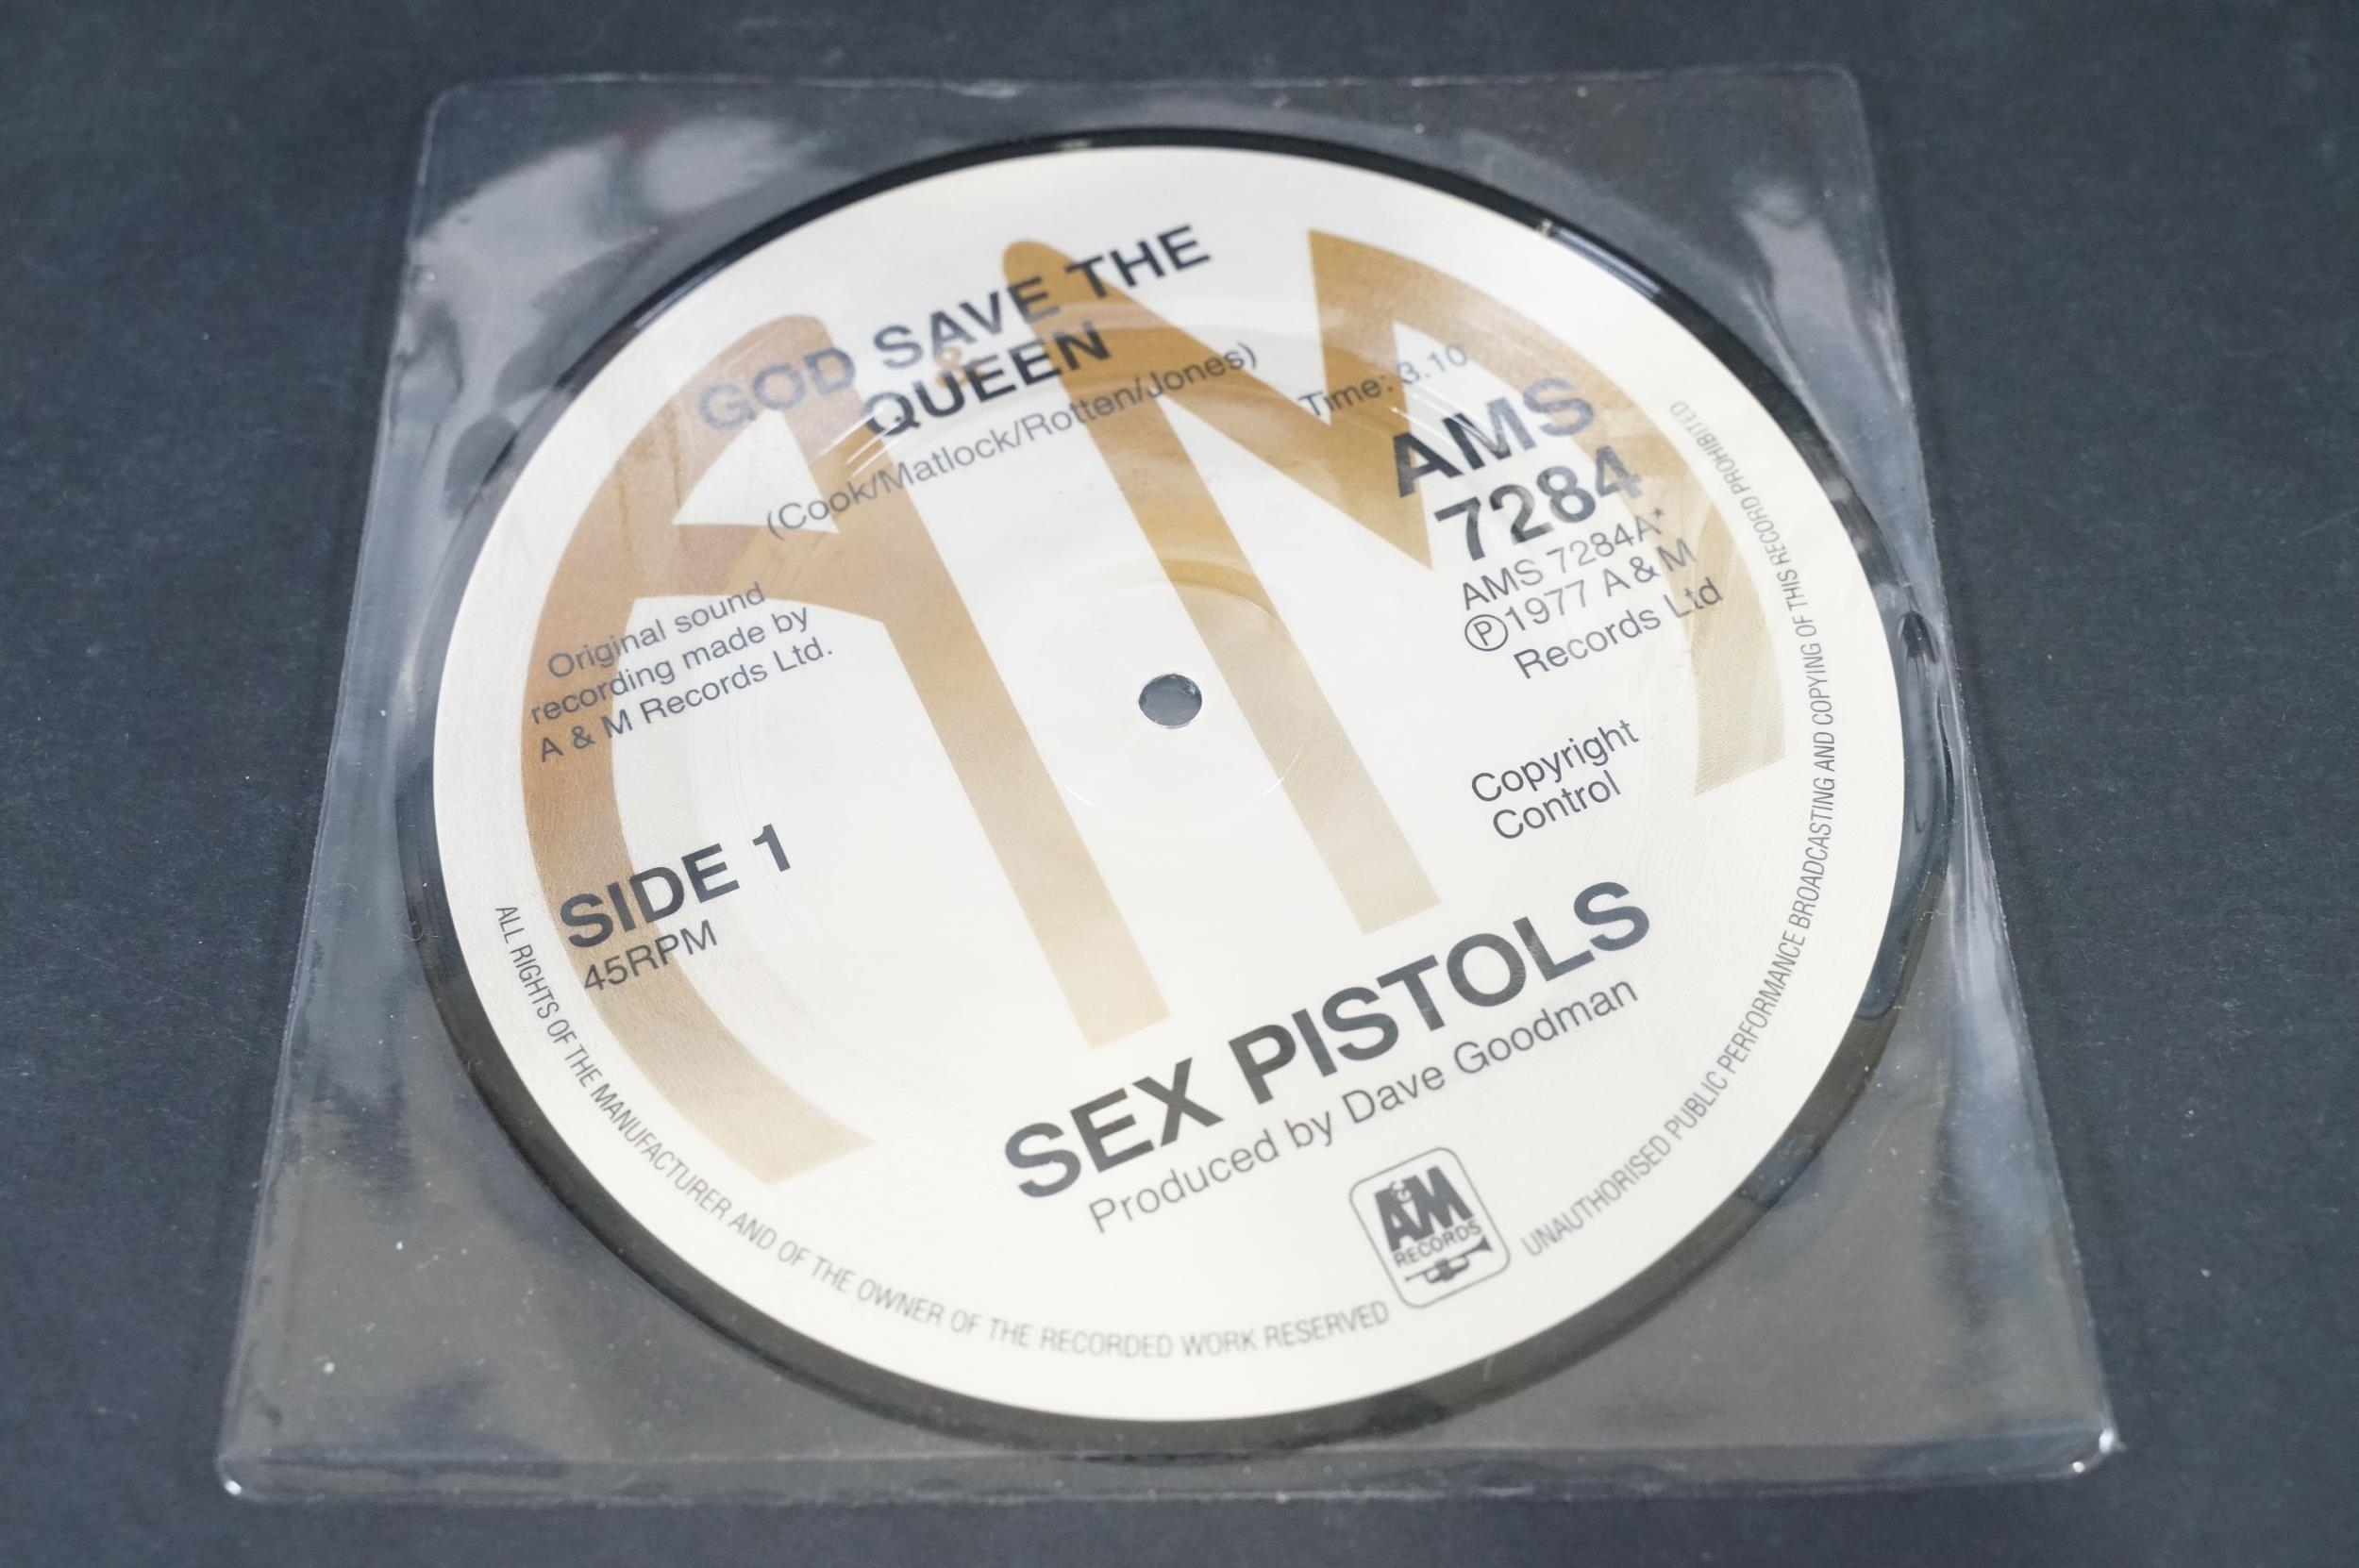 GOD SAVE THE
QUEEN
(Cook/Matlock/Rotten/Jones)
Time: 3.10
AMS
7284
AMS 7284A*
℗1977 A & M
Records Ltd
Original sound
recording made by
A & M Records Ltd.
Copyright
Control
SIDE 1
45RPM
SEX PISTOLS
Produced by Dave Goodman
A&M
RECORDS
ALL RIGHTS OF THE MANUFACTURER AND OF THE OWNER OF THE RECORDED WORK RESERVED
UNAUTHORISED PUBLIC PERFORMANCE BROADCASTING AND COPYING OF THIS RECORD PROHIBITED
A&M